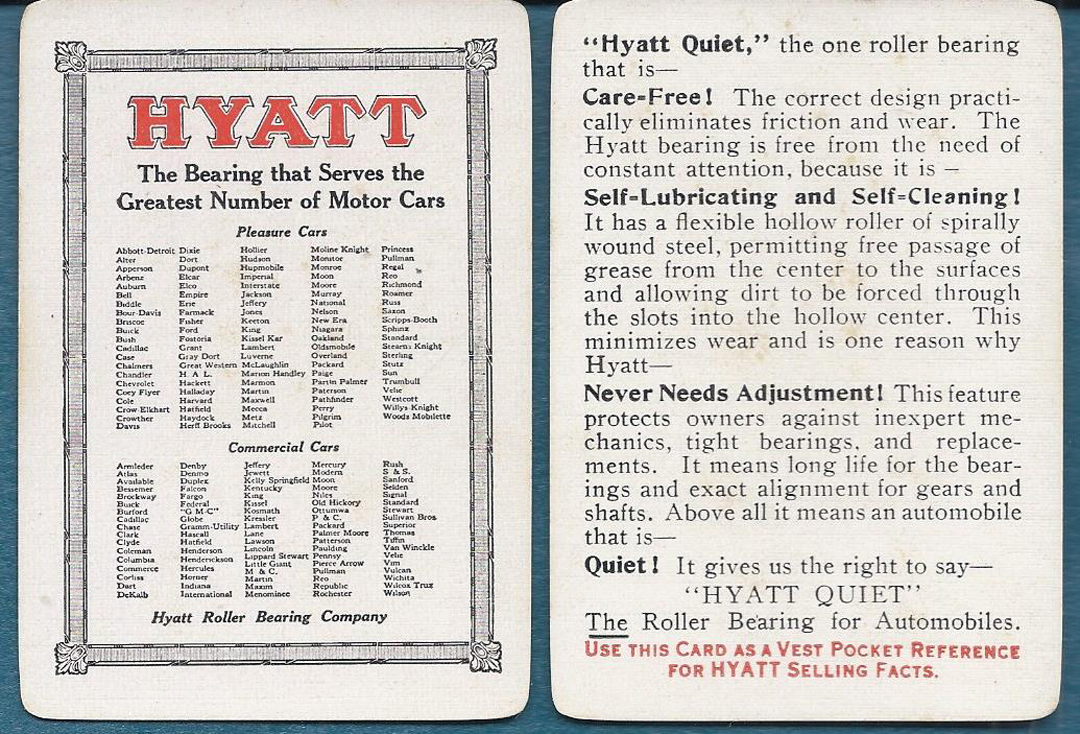 HYATT
The Bearing that Serves the
Greatest Number of Motor Cars
Pleasure Cars
Abbott-Detroit Dixie Hollier Moline Knight Princess
Alter Dort Hudson Monitor Pullman
Apperson Dupont Hupmobile Monroe Regal
Arbenz Elcar Imperial Moon Reo
Auburn Elco Interstate Moore Richmond
Bell Empire Jackson Murray Roamer
Biddle Erie Jeffery National Russ
Bour-Davis Farmack Jones Nelson Saxon
Briscoe Fisher Keeton New Era Scripps-Booth
Buick Ford King Niagara Sphinx
Bush Fostoria Kissel Kar Oakland Standard
Cadillac Grant Lambert Oldsmobile Stearns Knight
Case Gray Dort Luverne Overland Sterling
Chalmers Great Western McLaughlin Packard Stutz
Chandler H. A. L. Marion Handley Paige Sun
Chevrolet Hackett Marmon Partin Palmer Trumbull
Coey Flyer Halladay Martin Paterson Velie
Cole Harvard Maxwell Pathfinder Westcott
Crow-Elkhart Hatfield Mecca Perry Willys-Knight
Crowther Haydock Metz Pilgrim Woods Mobilette
Davis Herff Brooks Mitchell Pilot
Commercial Cars
Armleder Denby Jeffery Mercury Rush
Atlas Denmo Jewett Modern S & S.
Available Duplex Kelly Springfield Moon Sanford
Bessemer Falcon Kentucky Moore Selden
Brockway Fargo King Niles Signal
Buick Federal Kissel Old Hickory Standard
Burford "G M C" Kosmath Ottumwa Stewart
Cadillac Globe Kressler P & C. Sullivan Bros.
Chase Gramm-Utility Lambert Packard Superior
Clark Hascall Lane Palmer Moore Thomas
Clyde Hatfield Lawson Patterson Tiffin
Coleman Henderson Lincoln Paulding Van Winkle
Columbia Hendrickson Lippard Stewart Pennsy Velie
Commerce Hercules Little Giant Pierce Arrow Vim
Corliss Horner M & C. Pullman Vulcan
Dart Indiana Martin Reo Wichita
DeKalb International Maxim Republic Wilcox Trux
Menominee Rochester Wilson
Hyatt Roller Bearing Company
"Hyatt Quiet," the one roller bearing
that is—
Care-Free! The correct design practi-
cally eliminates friction and wear. The
Hyatt bearing is free from the need of
constant attention, because it is –
Self-Lubricating and Self-Cleaning!
It has a flexible hollow roller of spirally
wound steel, permitting free passage of
grease from the center to the surfaces
and allowing dirt to be forced through
the slots into the hollow center. This
minimizes wear and is one reason why
Hyatt—
Never Needs Adjustment! This feature
protects owners against inexpert me-
chanics, tight bearings, and replace-
ments. It means long life for the bear-
ings and exact alignment for gears and
shafts. Above all it means an automobile
that is—
Quiet! It gives us the right to say—
"HYATT QUIET"
The Roller Bearing for Automobiles.
USE THIS CARD AS A VEST POCKET REFERENCE
FOR HYATT SELLING FACTS.